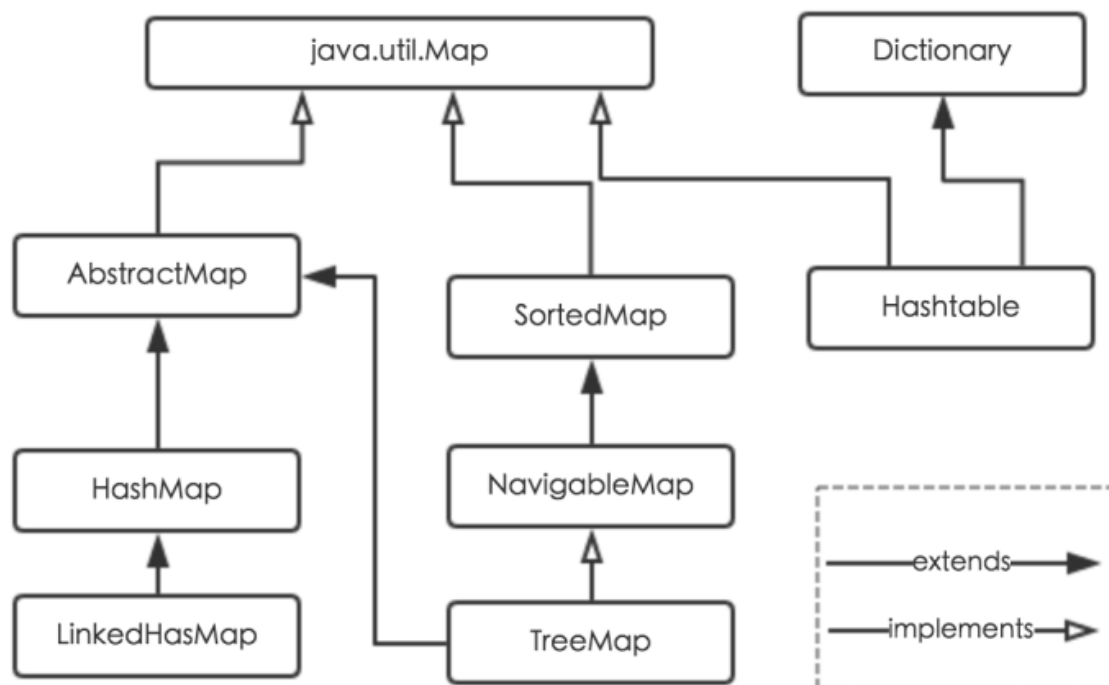 java.util.Map
Dictionary
AbstractMap
SortedMap
Hashtable
HashMap
NavigableMap
extends
implements
LinkedHasMap
TreeMap